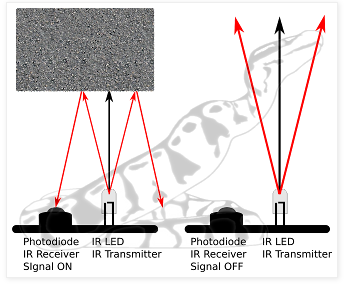 Photodiode IR LED
IR Receiver IR Transmitter
SIgnal ON
Photodiode IR LED
IR Receiver IR Transmitter
SIgnal OFF